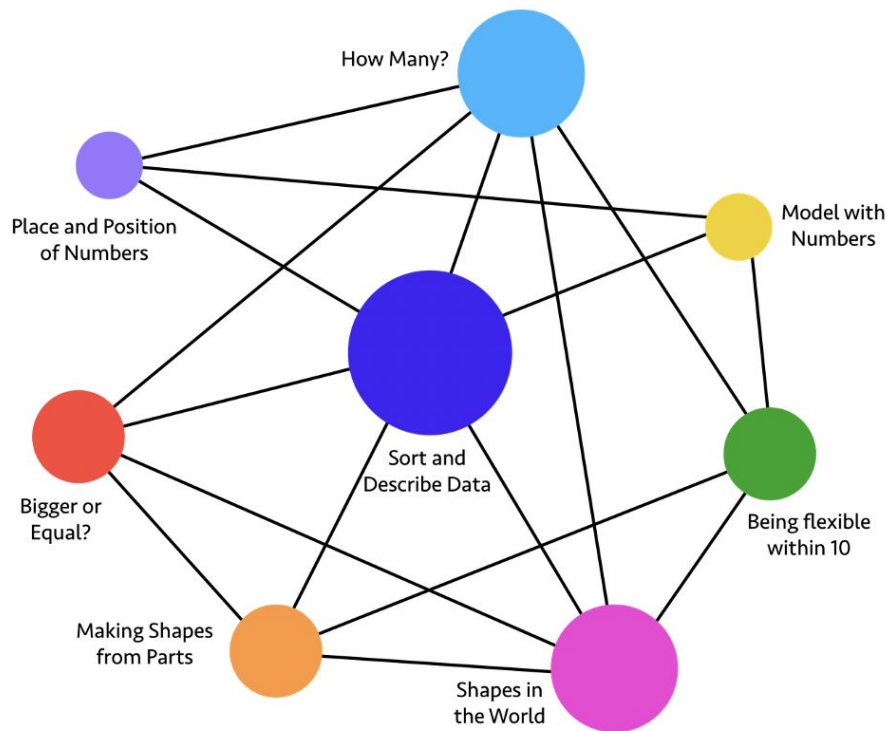 How Many?
Place and Position
of Numbers
Model with
Numbers
Sort and
Describe Data
Bigger or
Equal?
Being flexible
within 10
Making Shapes
from Parts
Shapes in
the World